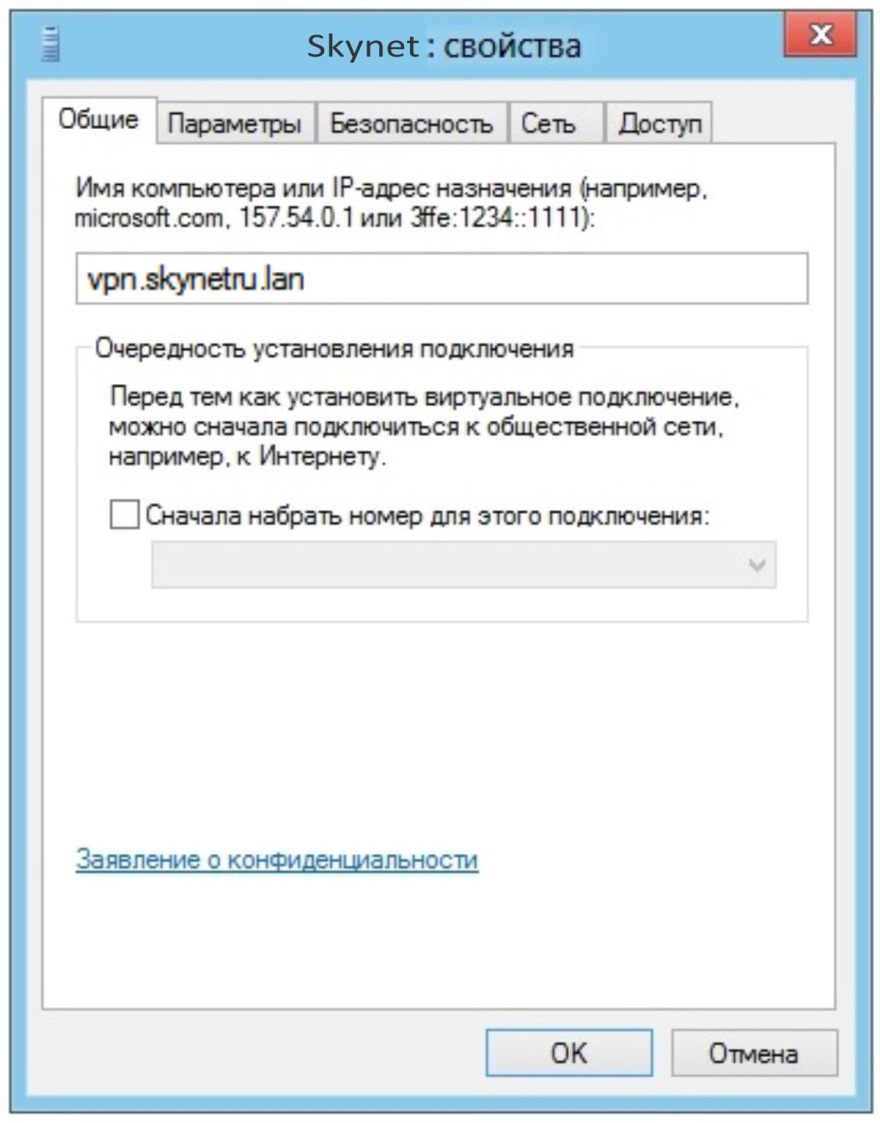 Skynet : свойства
x
Общие Параметры Безопасность Сеть Доступ
Имя компьютера или IP-адрес назначения (например,
microsoft.com, 157.54.0.1 или 3ffe:1234::1111):
vpn.skynetru.lan
Очередность установления подключения
Перед тем как установить виртуальное подключение,
можно сначала подключиться к общественной сети,
например, к Интернету.
Сначала набрать номер для этого подключения:
Заявление о конфиденциальности
OK Отмена